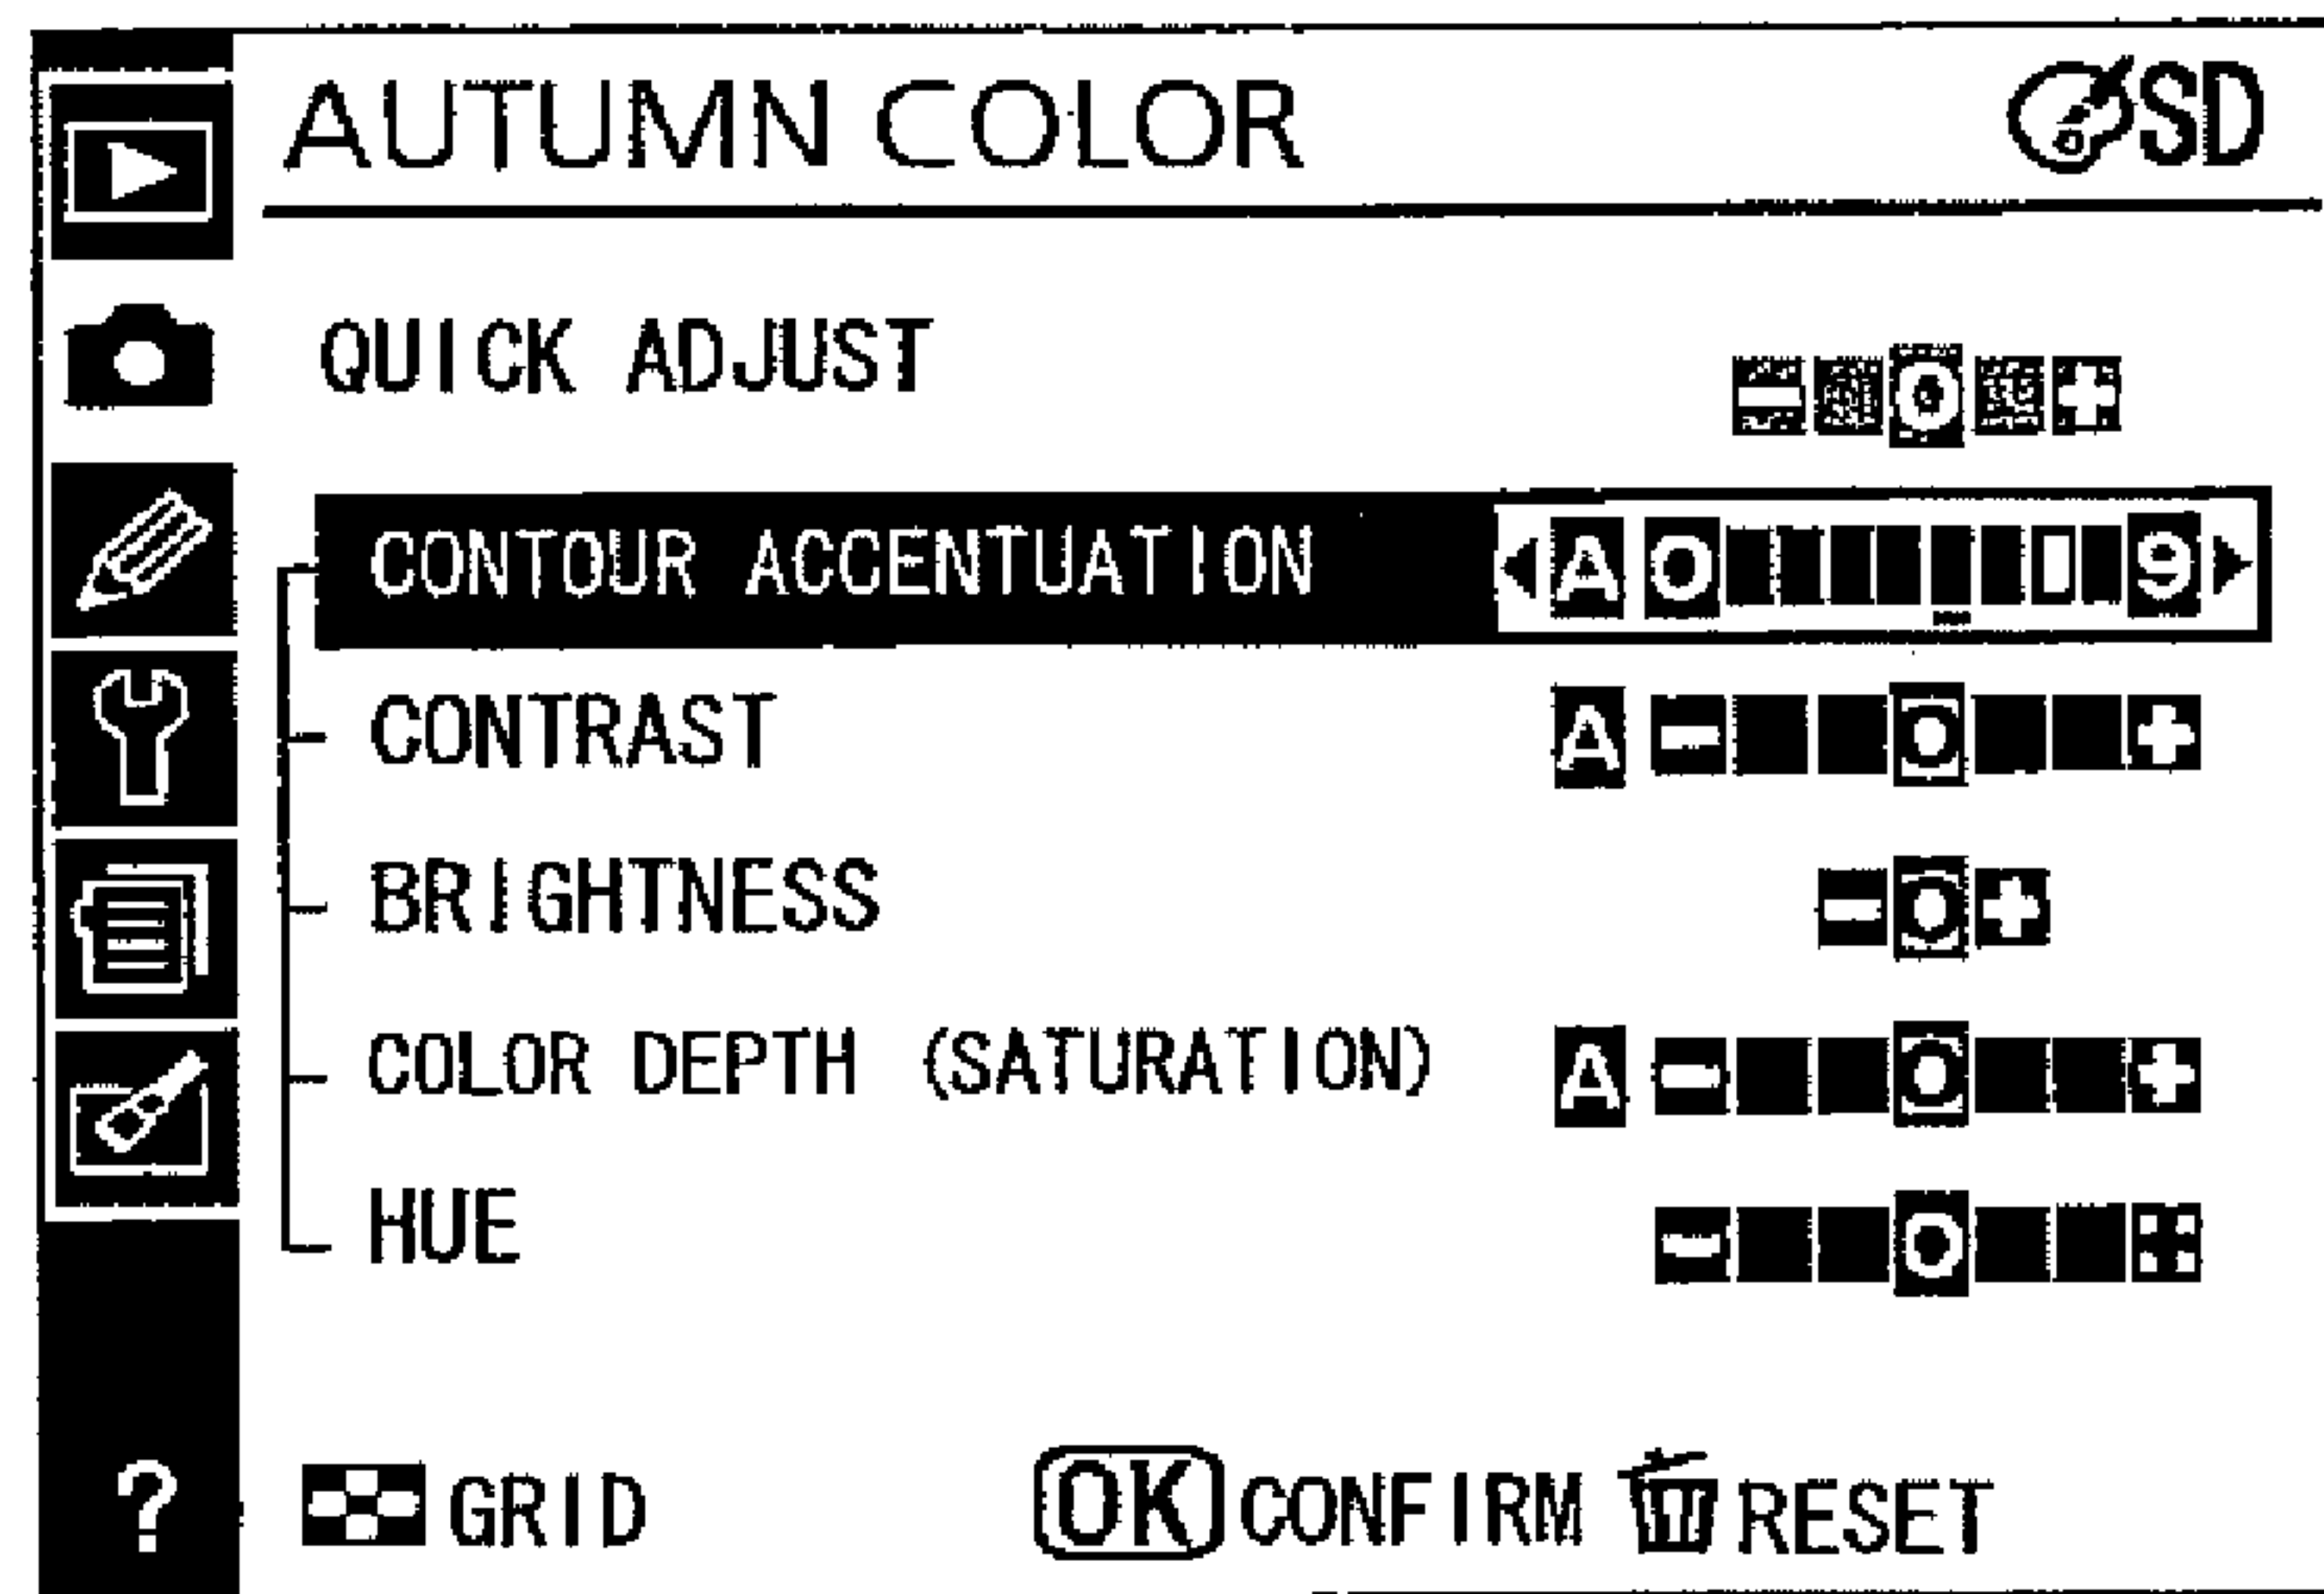 AUTUMN COLOR SD
QUICK ADJUST - 0 +
CONTOUR ACCENTUATION A 0 9
CONTRAST A - 0 +
BRIGHTNESS - 0 +
COLOR DEPTH (SATURATION) A - 0 +
HUE - 0 +
? GRID OK CONFIRM RESET